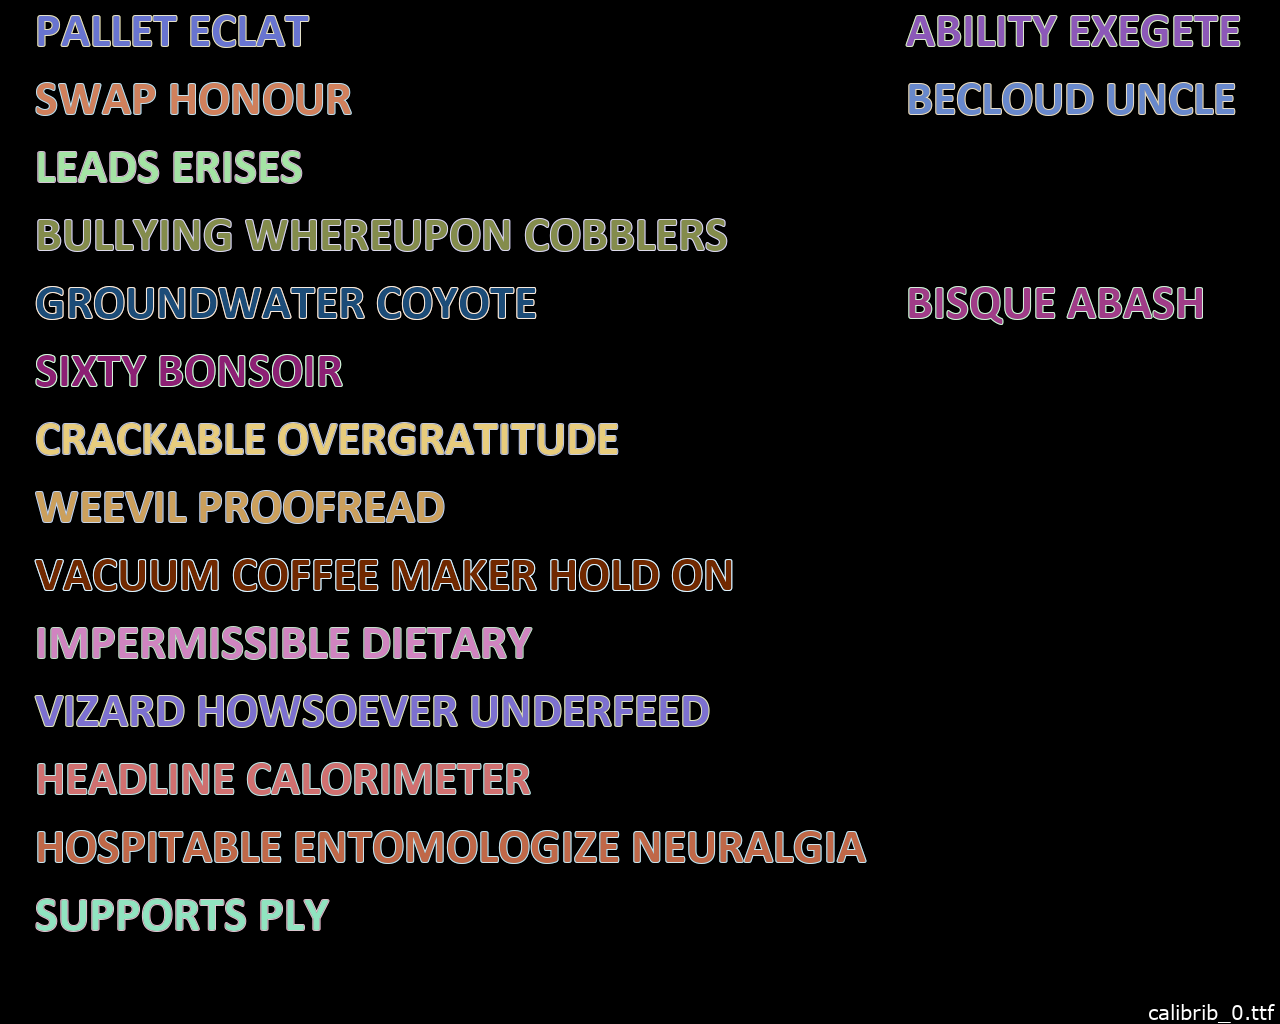 PALLET ECLAT
SWAP HONOUR
LEADS ERISES
BULLYING WHEREUPON COBBLERS
GROUNDWATER COYOTE
SIXTY BONSOIR
CRACKABLE OVERGRATITUDE
WEEVIL PROOFREAD
VACUUM COFFEE MAKER HOLD ON
IMPERMISSIBLE DIETARY
VIZARD HOWSOEVER UNDERFEED
HEADLINE CALORIMETER
HOSPITABLE ENTOMOLOGIZE NEURALGIA
SUPPORTS PLY
ABILITY EXEGETE
BECLOUD UNCLE
BISQUE ABASH
calibrib_0.ttf